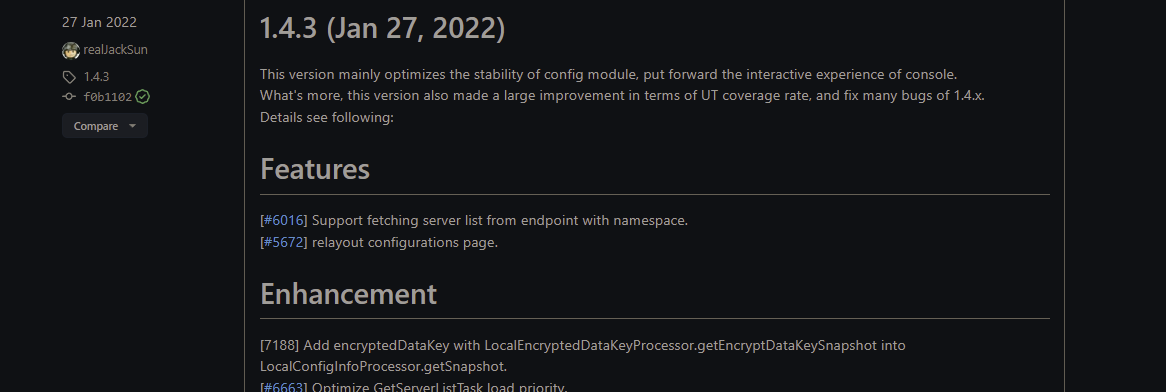 27 Jan 2022
realJackSun
1.4.3
f0b1102
Compare
1.4.3 (Jan 27, 2022)
This version mainly optimizes the stability of config module, put forward the interactive experience of console.
What's more, this version also made a large improvement in terms of UT coverage rate, and fix many bugs of 1.4.x.
Details see following:
Features
[#6016] Support fetching server list from endpoint with namespace.
[#5672] relayout configurations page.
Enhancement
[7188] Add encryptedDataKey with LocalEncryptedDataKeyProcessor.getEncryptDataKeySnapshot into
LocalConfigInfoProcessor.getSnapshot.
[#6663] Optimize GetServerListTask load priority.